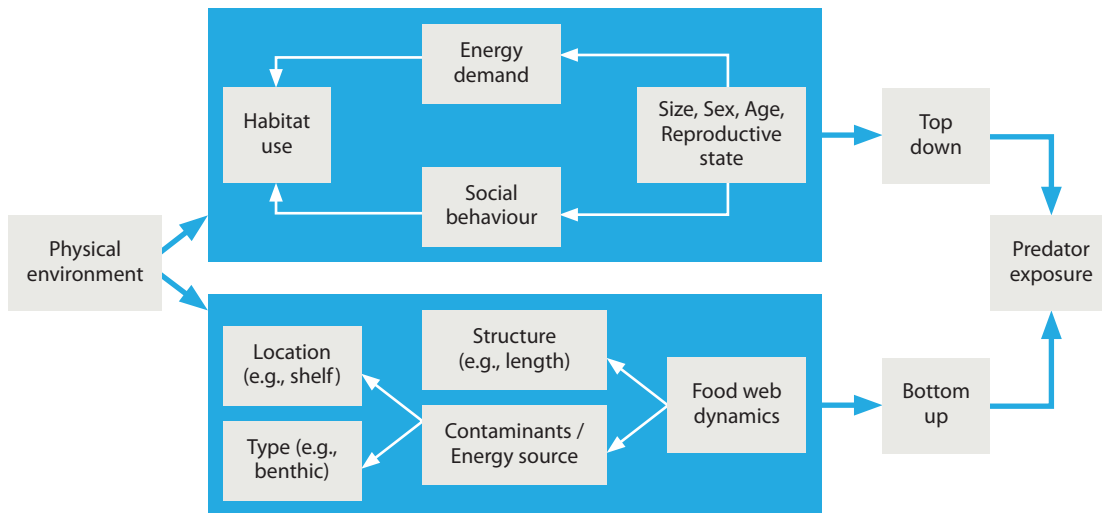 Physical
environment
Energy
demand
Habitat
use
Size, Sex, Age,
Reproductive
state
Social
behaviour
Location
(e.g., shelf)
Structure
(e.g., length)
Type (e.g.,
benthic)
Contaminants /
Energy source
Food web
dynamics
Top
down
Bottom
up
Predator
exposure